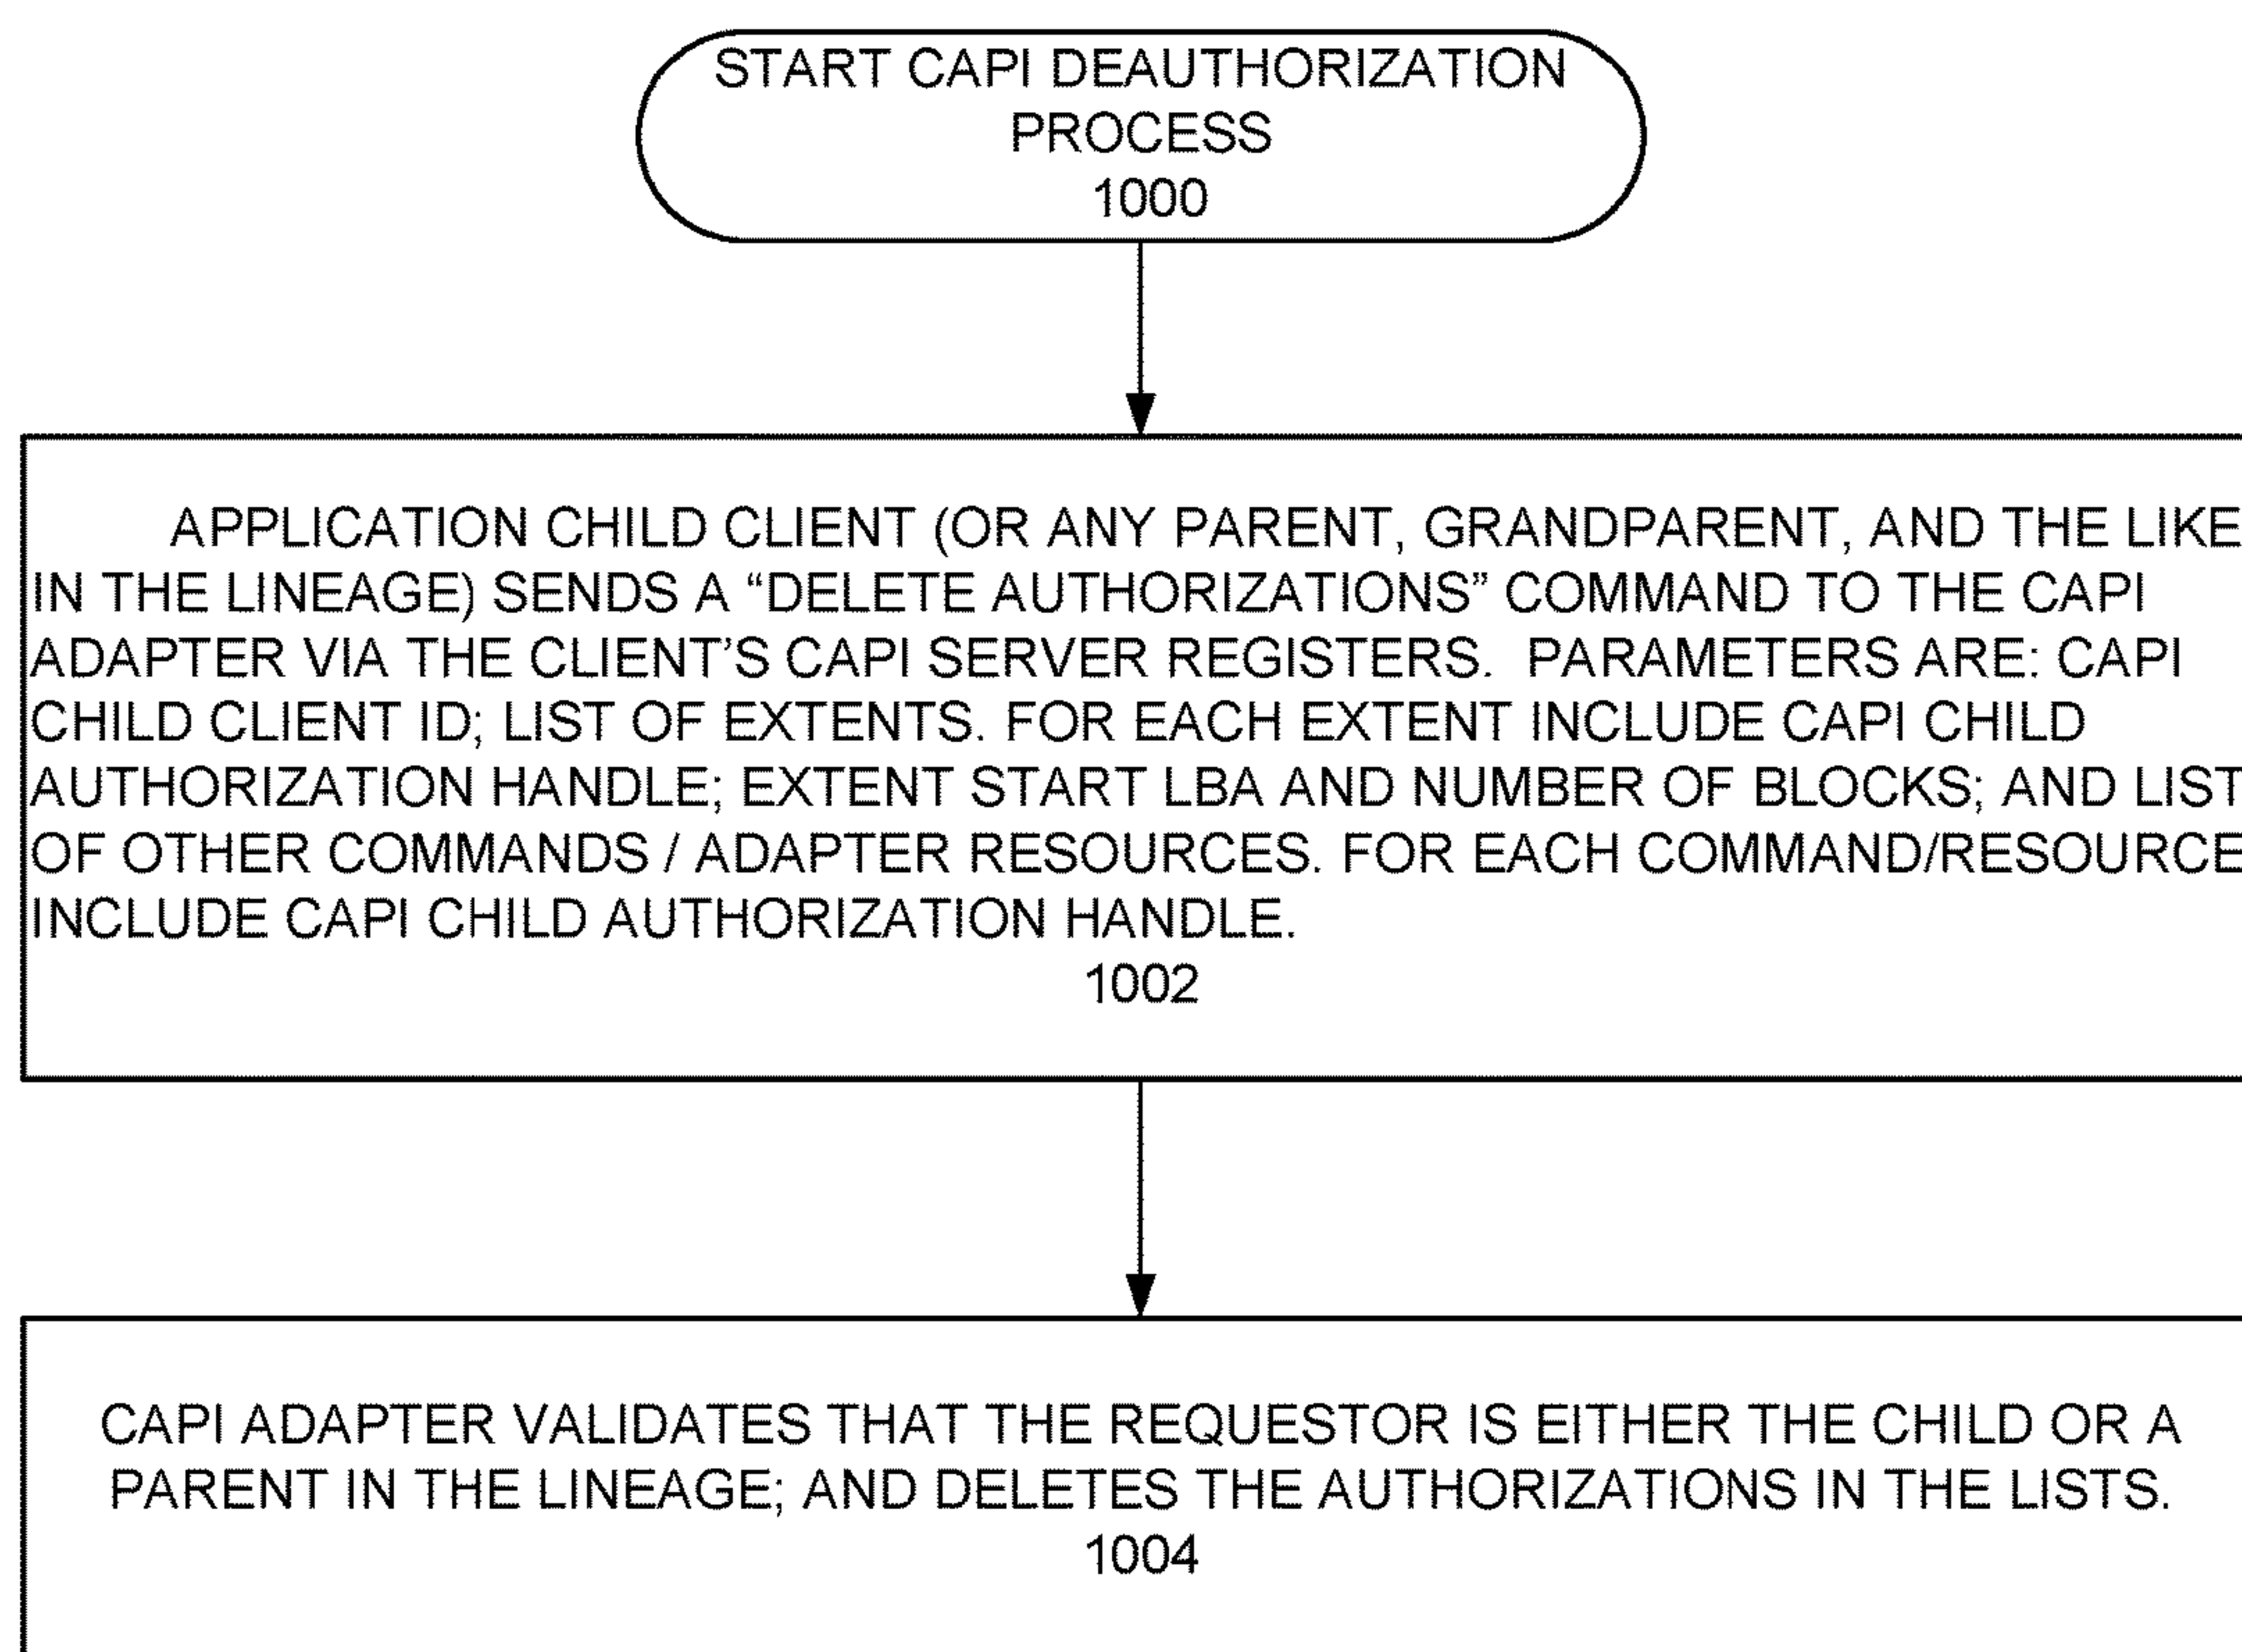 START CAPI DEAUTHORIZATION
PROCESS
1000
APPLICATION CHILD CLIENT (OR ANY PARENT, GRANDPARENT, AND THE LIKE
IN THE LINEAGE) SENDS A “DELETE AUTHORIZATIONS” COMMAND TO THE CAPI
ADAPTER VIA THE CLIENT’S CAPI SERVER REGISTERS. PARAMETERS ARE: CAPI
CHILD CLIENT ID; LIST OF EXTENTS. FOR EACH EXTENT INCLUDE CAPI CHILD
AUTHORIZATION HANDLE; EXTENT START LBA AND NUMBER OF BLOCKS; AND LIST
OF OTHER COMMANDS / ADAPTER RESOURCES. FOR EACH COMMAND/RESOURCE
INCLUDE CAPI CHILD AUTHORIZATION HANDLE.
1002
CAPI ADAPTER VALIDATES THAT THE REQUESTOR IS EITHER THE CHILD OR A
PARENT IN THE LINEAGE; AND DELETES THE AUTHORIZATIONS IN THE LISTS.
1004